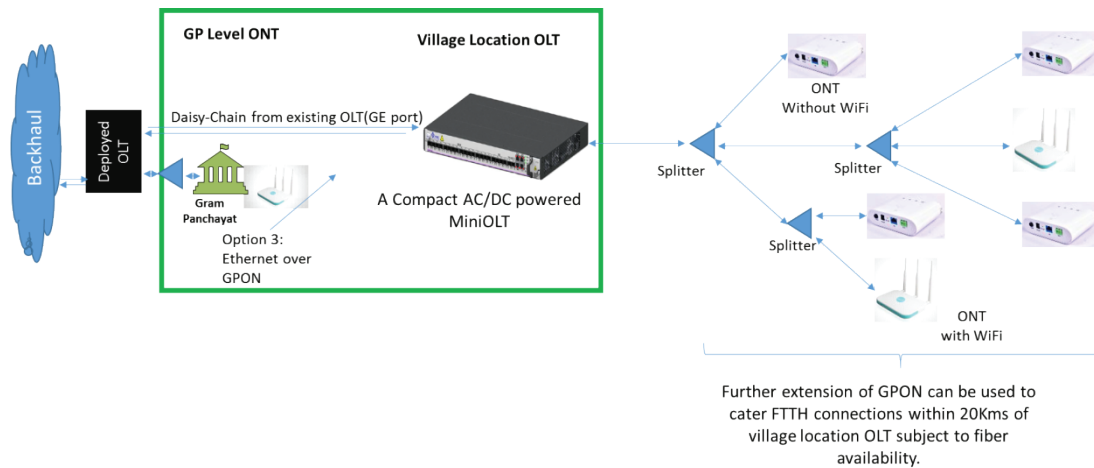 GP Level ONT
Village Location OLT
Backhaul
Deployed
OLT
Daisy-Chain from existing OLT(GE port)
Gram
Panchayat
Option 3:
Ethernet over
GPON
A Compact AC/DC powered
MiniOLT
Splitter
ONT
Without WiFi
Splitter
Splitter
ONT
with WiFi
Further extension of GPON can be used to
cater FTTH connections within 20Kms of
village location OLT subject to fiber
availability.